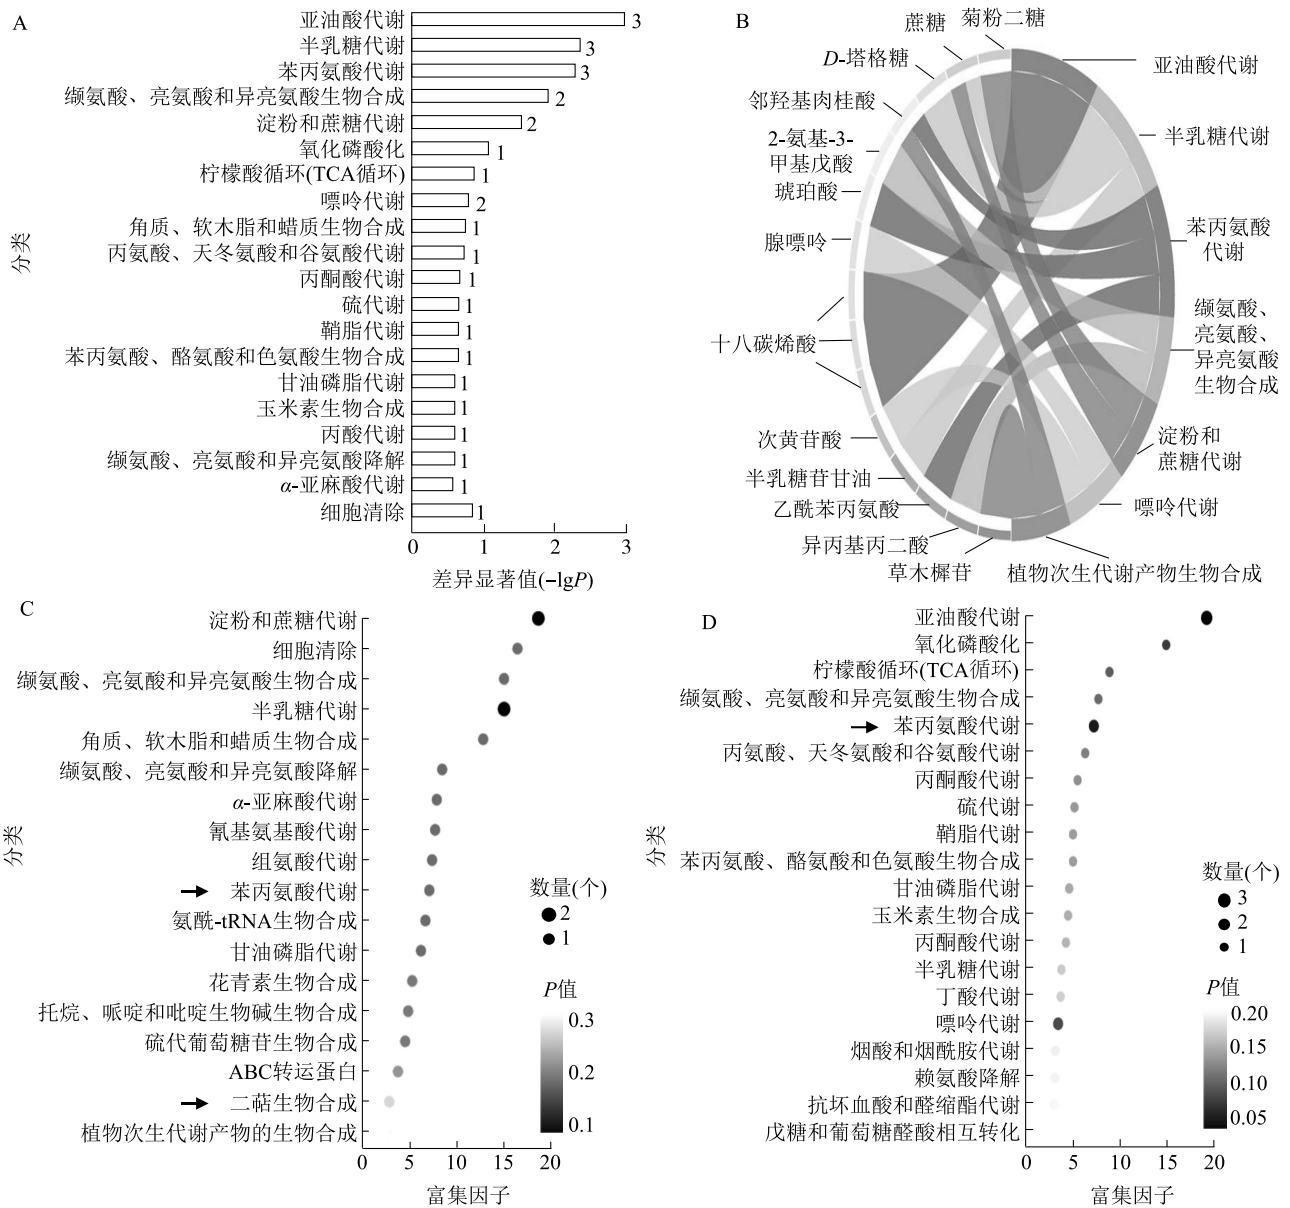 A
分类
亚油酸代谢 3
半乳糖代谢 3
苯丙氨酸代谢 3
缬氨酸、亮氨酸和异亮氨酸生物合成 2
淀粉和蔗糖代谢 2
氧化磷酸化 1
柠檬酸循环(TCA循环) 1
嘌呤代谢 2
角质、软木脂和蜡质生物合成 1
丙氨酸、天冬氨酸和谷氨酸代谢 1
丙酮酸代谢 1
硫代谢 1
鞘脂代谢 1
苯丙氨酸、酪氨酸和色氨酸生物合成 1
甘油磷脂代谢 1
玉米素生物合成 1
丙酸代谢 1
缬氨酸、亮氨酸和异亮氨酸降解 1
α-亚麻酸代谢 1
细胞清除 1
0 1 2 3
差异显著值(−lgP)
B
菊粉二糖
蔗糖
D-塔格糖
邻羟基肉桂酸
2-氨基-3-
甲基戊酸
琥珀酸
腺嘌呤
十八碳烯酸
次黄苷酸
半乳糖苷甘油
乙酰苯丙氨酸
异丙基丙二酸
草木樨苷
亚油酸代谢
半乳糖代谢
苯丙氨酸
代谢
缬氨酸、
亮氨酸、
异亮氨酸
生物合成
淀粉和
蔗糖代谢
嘌呤代谢
植物次生代谢产物生物合成
C
分类
淀粉和蔗糖代谢
细胞清除
缬氨酸、亮氨酸和异亮氨酸生物合成
半乳糖代谢
角质、软木脂和蜡质生物合成
缬氨酸、亮氨酸和异亮氨酸降解
α-亚麻酸代谢
氰基氨基酸代谢
组氨酸代谢
苯丙氨酸代谢
氨酰-tRNA生物合成
甘油磷脂代谢
花青素生物合成
托烷、哌啶和吡啶生物碱生物合成
硫代葡萄糖苷生物合成
ABC转运蛋白
二萜生物合成
植物次生代谢产物的生物合成
0 5 10 15 20
富集因子
数量(个)
2
1
P值
0.3
0.2
0.1
D
分类
亚油酸代谢
氧化磷酸化
柠檬酸循环(TCA循环)
缬氨酸、亮氨酸和异亮氨酸生物合成
苯丙氨酸代谢
丙氨酸、天冬氨酸和谷氨酸代谢
丙酮酸代谢
硫代谢
鞘脂代谢
苯丙氨酸、酪氨酸和色氨酸生物合成
甘油磷脂代谢
玉米素生物合成
丙酮酸代谢
半乳糖代谢
丁酸代谢
嘌呤代谢
烟酸和烟酰胺代谢
赖氨酸降解
抗坏血酸和醛缩酯代谢
戊糖和葡萄糖醛酸相互转化
0 5 10 15 20
富集因子
数量(个)
3
2
1
P值
0.20
0.15
0.10
0.05